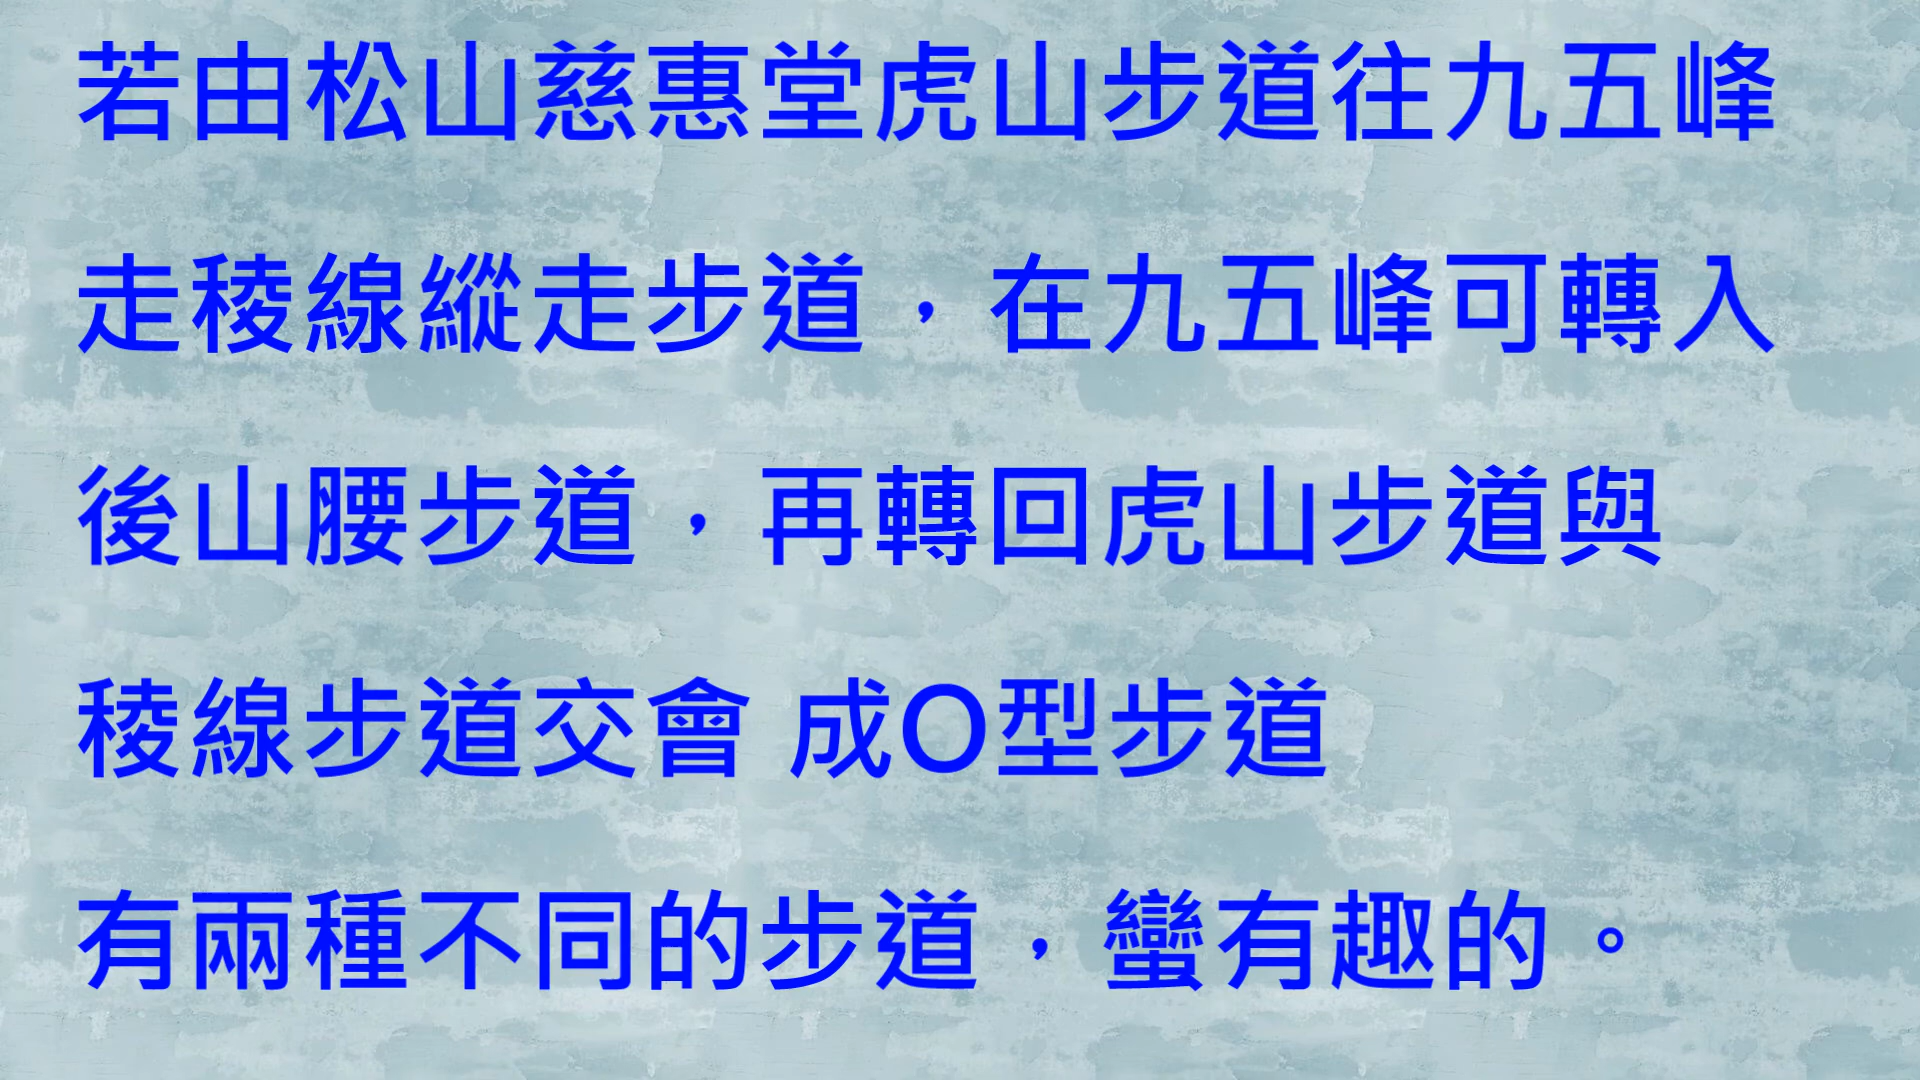 若由松山慈惠堂虎山步道往九五峰
走稜線縱走步道，在九五峰可轉入
後山腰步道，再轉回虎山步道與
稜線步道交會 成O型步道
有兩種不同的步道，蠻有趣的。